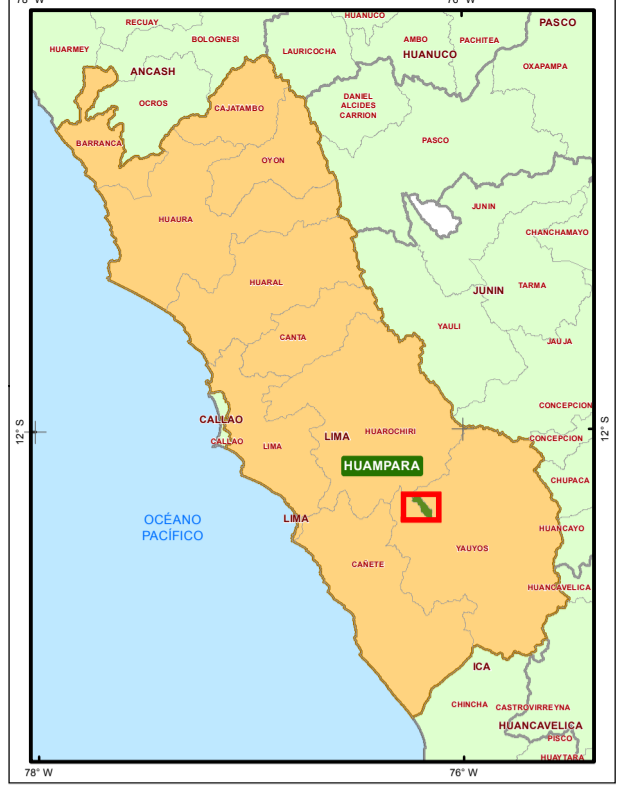 78° W
76° W
RECUAY
HUANUCO
PASCO
HUARMEY
BOLOGNESI
LAURICOCHA
AMBO
PACHITEA
HUANUCO
ANCASH
OXAPAMPA
OCROS
CAJATAMBO
DANIEL
ALCIDES
CARRION
BARRANCA
PASCO
OYON
JUNIN
HUAURA
CHANCHAMAYO
HUARAL
JUNIN
TARMA
YAULI
CANTA
JAUJA
CONCEPCION
CALLAO
12° S
CALLAO
LIMA
LIMA
HUAROCHIRI
CONCEPCION
12° S
HUAMPARA
CHUPACA
OCÉANO
PACÍFICO
LIMA
HUANCAYO
YAUYOS
CAÑETE
HUANCAVELICA
ICA
CHINCHA
CASTROVIRREYNA
HUANCAVELICA
PISCO
HUAYTARA
78° W
76° W